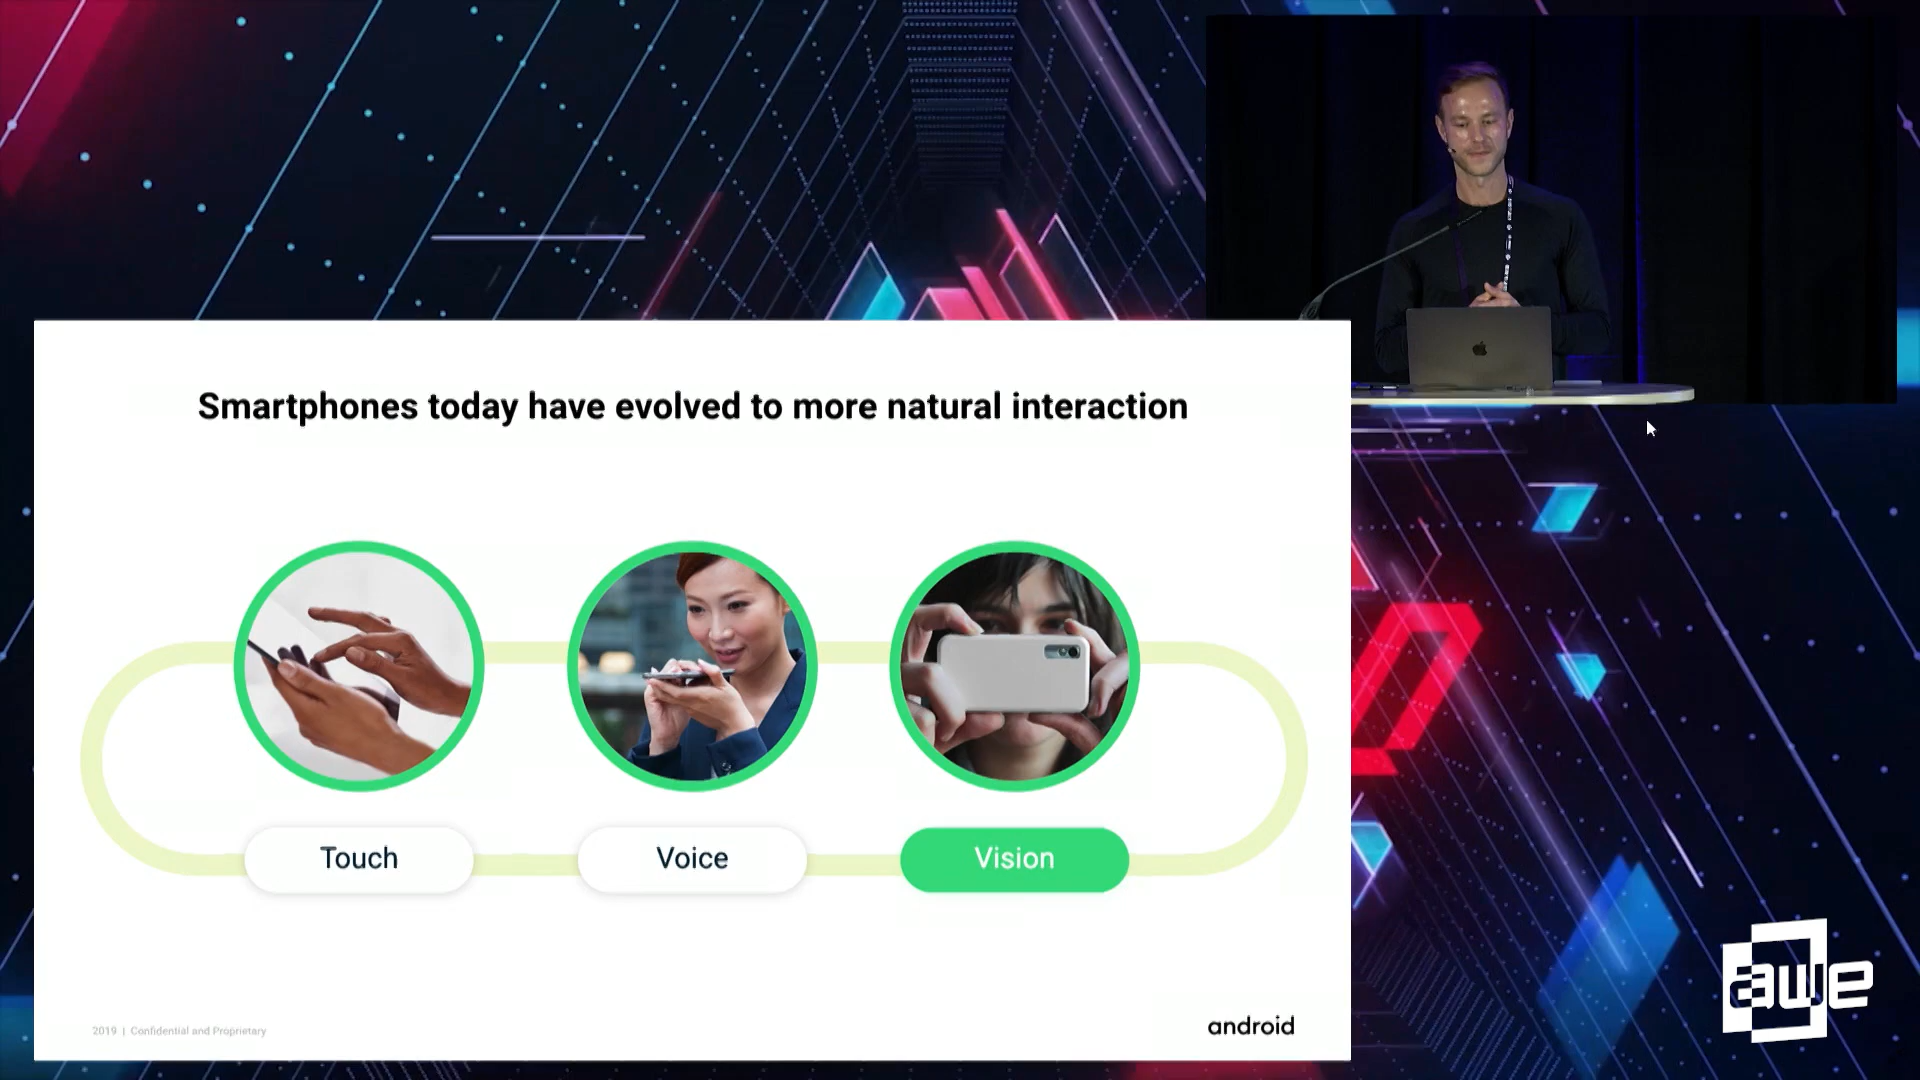 Smartphones today have evolved to more natural interaction
Touch
Voice
Vision
2019 | Confidential and Proprietary
android
awe